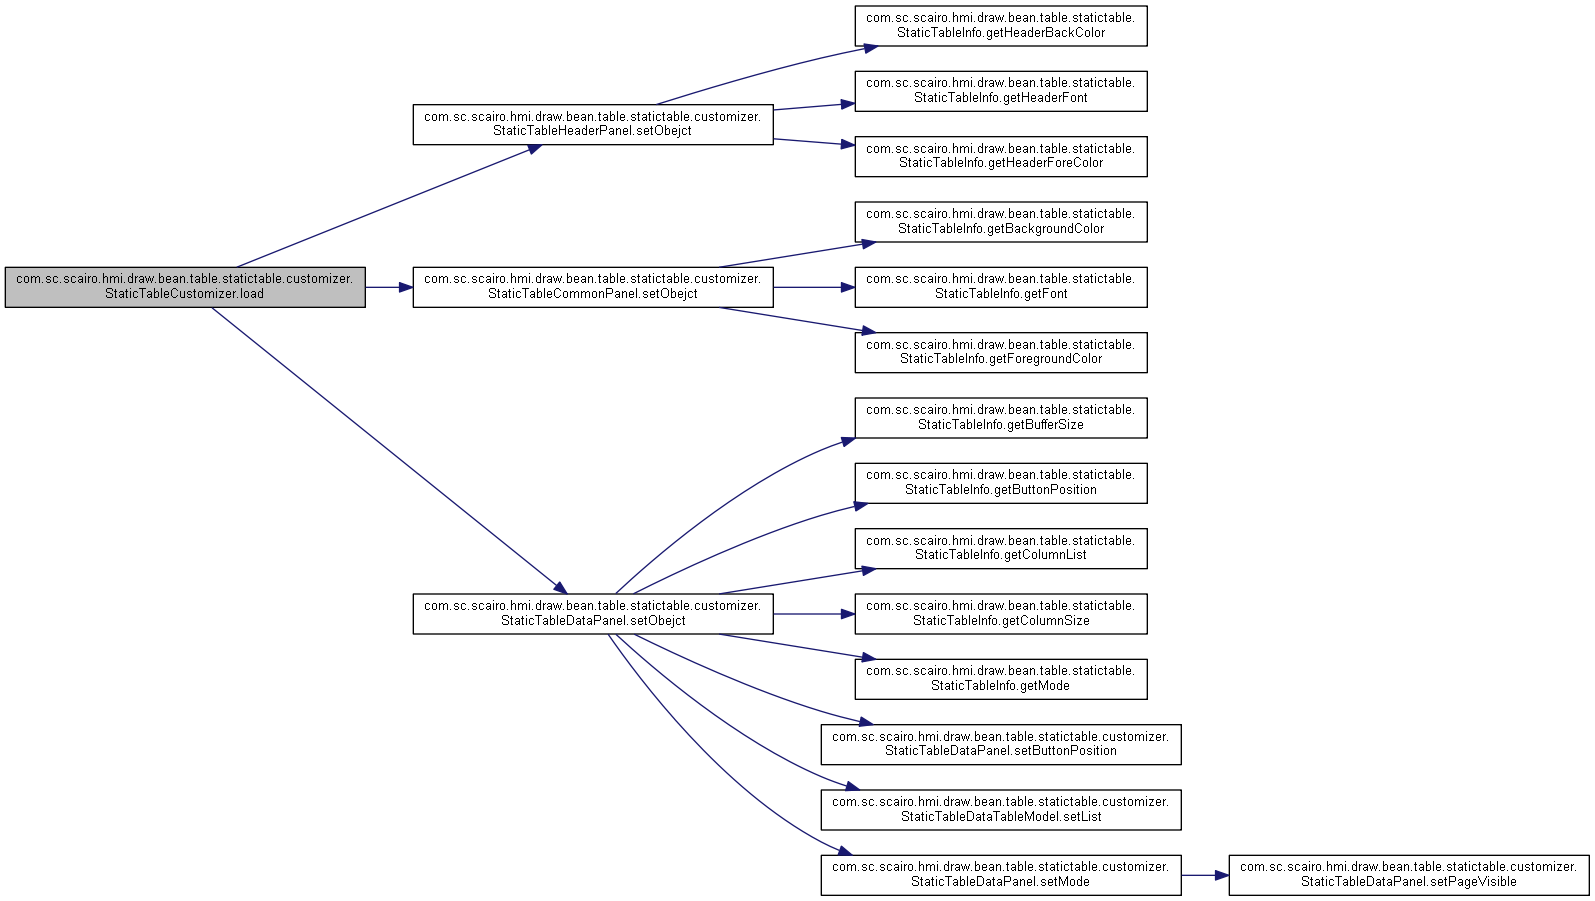 com.sc.scairo.hmi.draw.bean.table.statictable.customizer.
StaticTableCustomizer.load
com.sc.scairo.hmi.draw.bean.table.statictable.customizer.
StaticTableHeaderPanel.setObejct
com.sc.scairo.hmi.draw.bean.table.statictable.
StaticTableInfo.getHeaderBackColor
com.sc.scairo.hmi.draw.bean.table.statictable.
StaticTableInfo.getHeaderFont
com.sc.scairo.hmi.draw.bean.table.statictable.
StaticTableInfo.getHeaderForeColor
com.sc.scairo.hmi.draw.bean.table.statictable.customizer.
StaticTableCommonPanel.setObejct
com.sc.scairo.hmi.draw.bean.table.statictable.
StaticTableInfo.getBackgroundColor
com.sc.scairo.hmi.draw.bean.table.statictable.
StaticTableInfo.getFont
com.sc.scairo.hmi.draw.bean.table.statictable.
StaticTableInfo.getForegroundColor
com.sc.scairo.hmi.draw.bean.table.statictable.customizer.
StaticTableDataPanel.setObejct
com.sc.scairo.hmi.draw.bean.table.statictable.
StaticTableInfo.getBufferSize
com.sc.scairo.hmi.draw.bean.table.statictable.
StaticTableInfo.getButtonPosition
com.sc.scairo.hmi.draw.bean.table.statictable.
StaticTableInfo.getColumnList
com.sc.scairo.hmi.draw.bean.table.statictable.
StaticTableInfo.getColumnSize
com.sc.scairo.hmi.draw.bean.table.statictable.
StaticTableInfo.getMode
com.sc.scairo.hmi.draw.bean.table.statictable.customizer.
StaticTableDataPanel.setButtonPosition
com.sc.scairo.hmi.draw.bean.table.statictable.customizer.
StaticTableDataTableModel.setList
com.sc.scairo.hmi.draw.bean.table.statictable.customizer.
StaticTableDataPanel.setMode
com.sc.scairo.hmi.draw.bean.table.statictable.customizer.
StaticTableDataPanel.setPageVisible